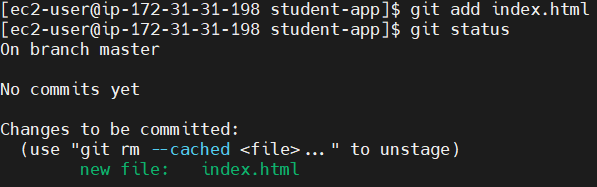 [ec2-user@ip-172-31-31-198 student-app]$ git add index.html
[ec2-user@ip-172-31-31-198 student-app]$ git status
On branch master
No commits yet
Changes to be committed:
(use "git rm --cached <file>..." to unstage)
new file:   index.html